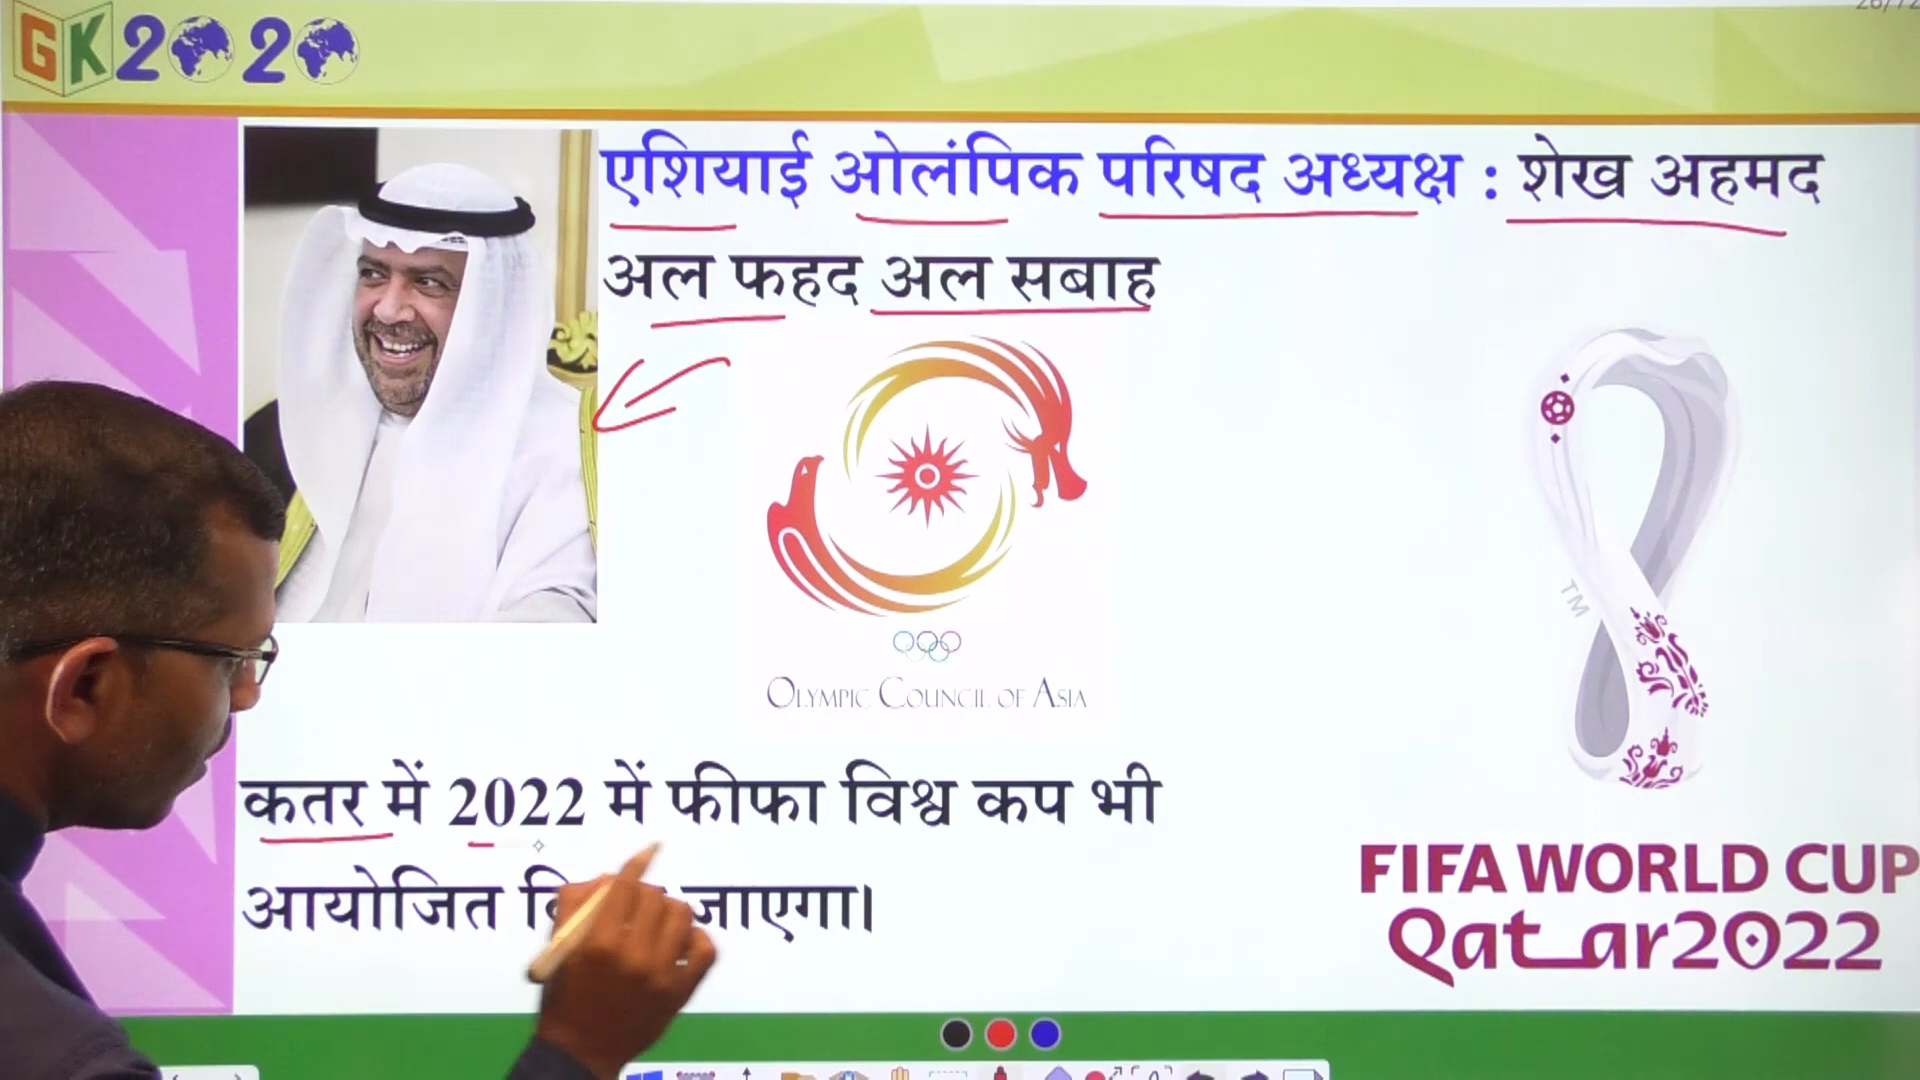 GK2020
एशियाई ओलंपिक परिषद अध्यक्ष : शेख अहमद
अल फहद अल सबाह
OLYMPIC COUNCIL OF ASIA
TM
कतर में 2022 में फीफा विश्व कप भी
आयोजित जाएगा।
FIFA WORLD CUP
Qatar2022